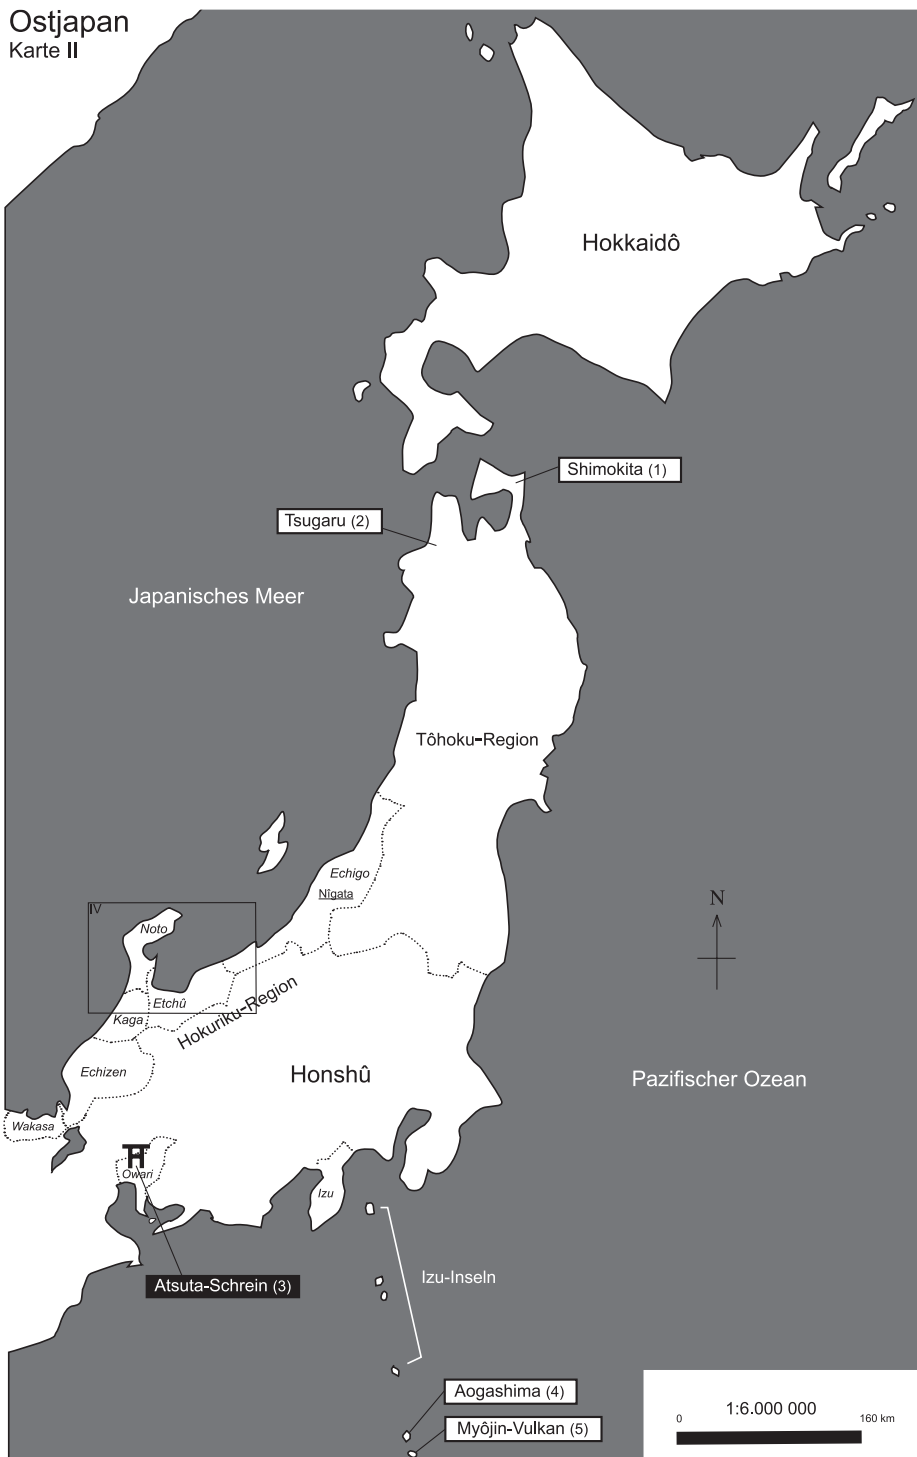 Ostjapan
Karte II
Hokkaidô
Shimokita (1)
Tsugaru (2)
Japanisches Meer
Tôhoku-Region
Echigo
Nîgata
IV
Noto
N
Etchû
Hokuriku-Region
Kaga
Echizen
Honshû
Pazifischer Ozean
Wakasa
Owari
Izu
Izu-Inseln
Atsuta-Schrein (3)
Aogashima (4)
Myôjin-Vulkan (5)
1:6.000 000
0 160 km